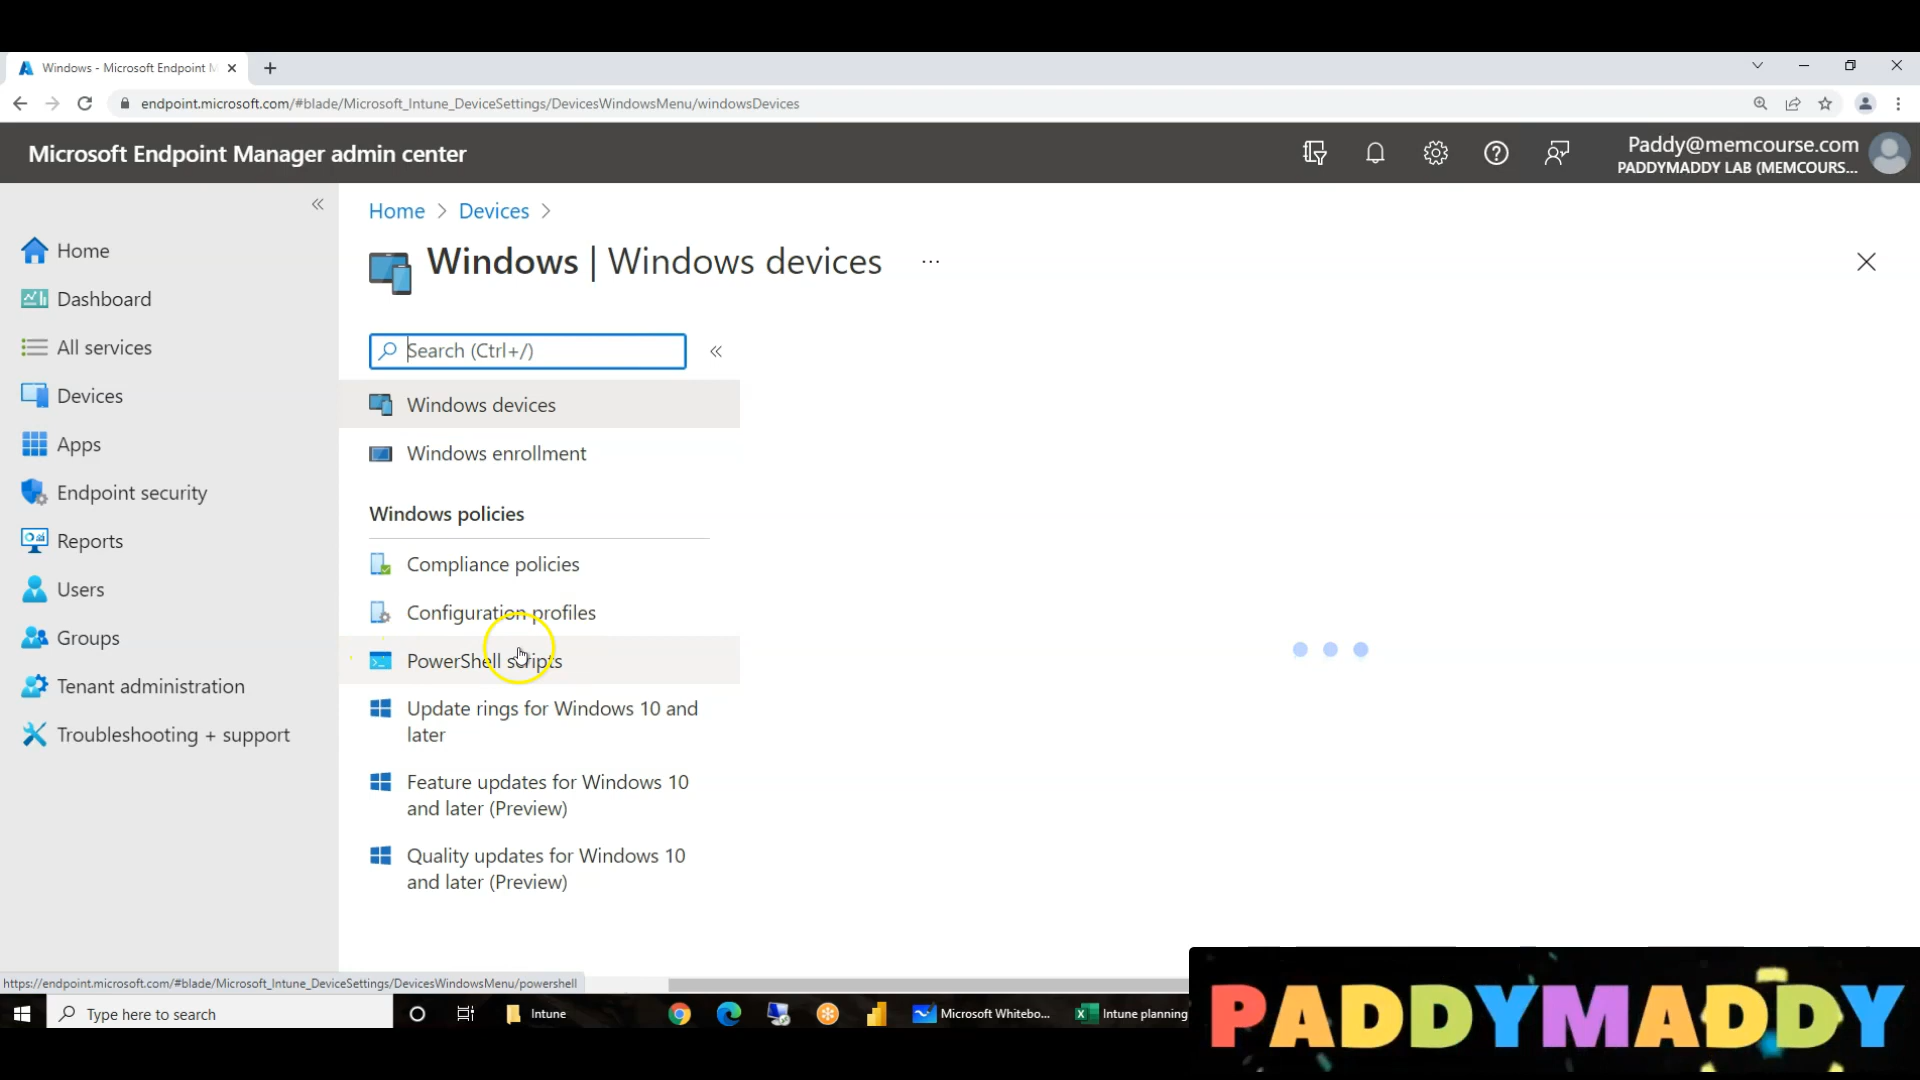 Windows - Microsoft Endpoint M
endpoint.microsoft.com/#blade/Microsoft_Intune_DeviceSettings/DevicesWindowsMenu/windowsDevices
Microsoft Endpoint Manager admin center
Paddy@memcourse.com
PADDYMADDY LAB (MEMCOURS...
Home
Dashboard
All services
Devices
Apps
Endpoint security
Reports
Users
Groups
Tenant administration
Troubleshooting + support
Home > Devices >
Windows | Windows devices
...
Search (Ctrl+/)
Windows devices
Windows enrollment
Windows policies
Compliance policies
Configuration profiles
PowerShell scripts
Update rings for Windows 10 and
later
Feature updates for Windows 10
and later (Preview)
Quality updates for Windows 10
and later (Preview)
https://endpoint.microsoft.com/#blade/Microsoft_Intune_DeviceSettings/DevicesWindowsMenu/powershell
Type here to search
Intune
Microsoft Whitebo...
Intune planning
PADDYMADDY